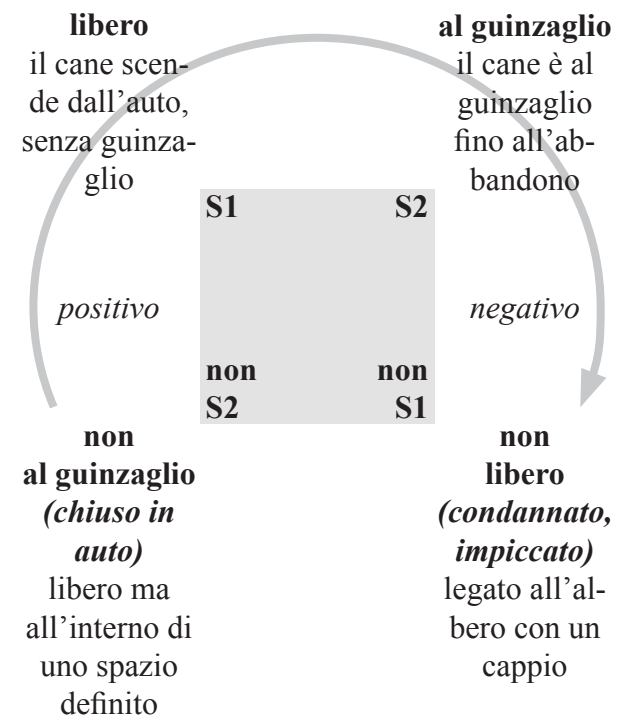 libero
il cane scen-
de dall’auto,
senza guinza-
glio
al guinzaglio
il cane è al
guinzaglio
fino all’ab-
bandono
S1
S2
positivo
negativo
non
S2
non
S1
non
al guinzaglio
(chiuso in
auto)
libero ma
all’interno di
uno spazio
definito
non
libero
(condannato,
impiccato)
legato all’al-
bero con un
cappio